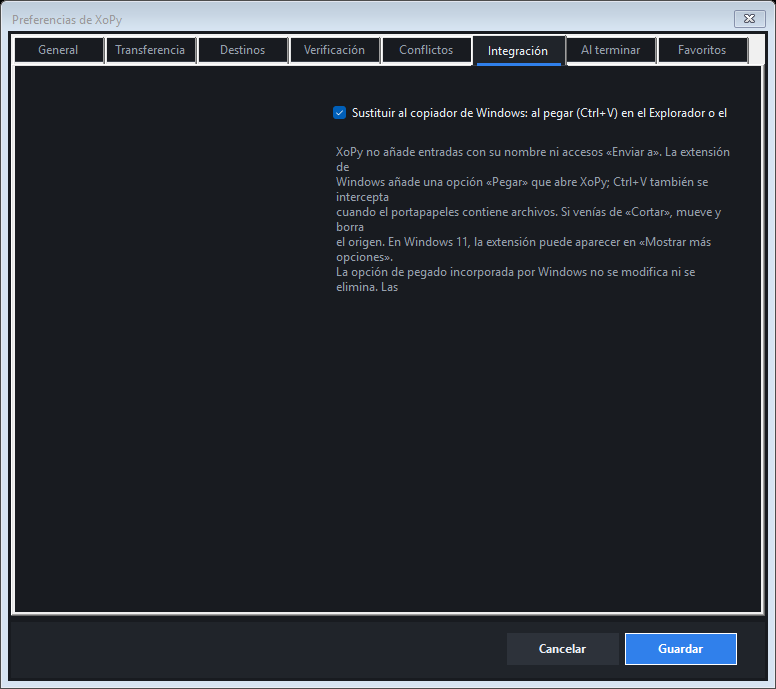 Preferencias de XoPy
General
Transferencia
Destinos
Verificación
Conflictos
Integración
Al terminar
Favoritos
Sustituir al copiador de Windows: al pegar (Ctrl+V) en el Explorador o el
XoPy no añade entradas con su nombre ni accesos «Enviar a». La extensión
de
Windows añade una opción «Pegar» que abre XoPy; Ctrl+V también se
intercepta
cuando el portapapeles contiene archivos. Si venías de «Cortar», mueve y
borra
el origen. En Windows 11, la extensión puede aparecer en «Mostrar más
opciones».
La opción de pegado incorporada por Windows no se modifica ni se
elimina. Las
Cancelar
Guardar